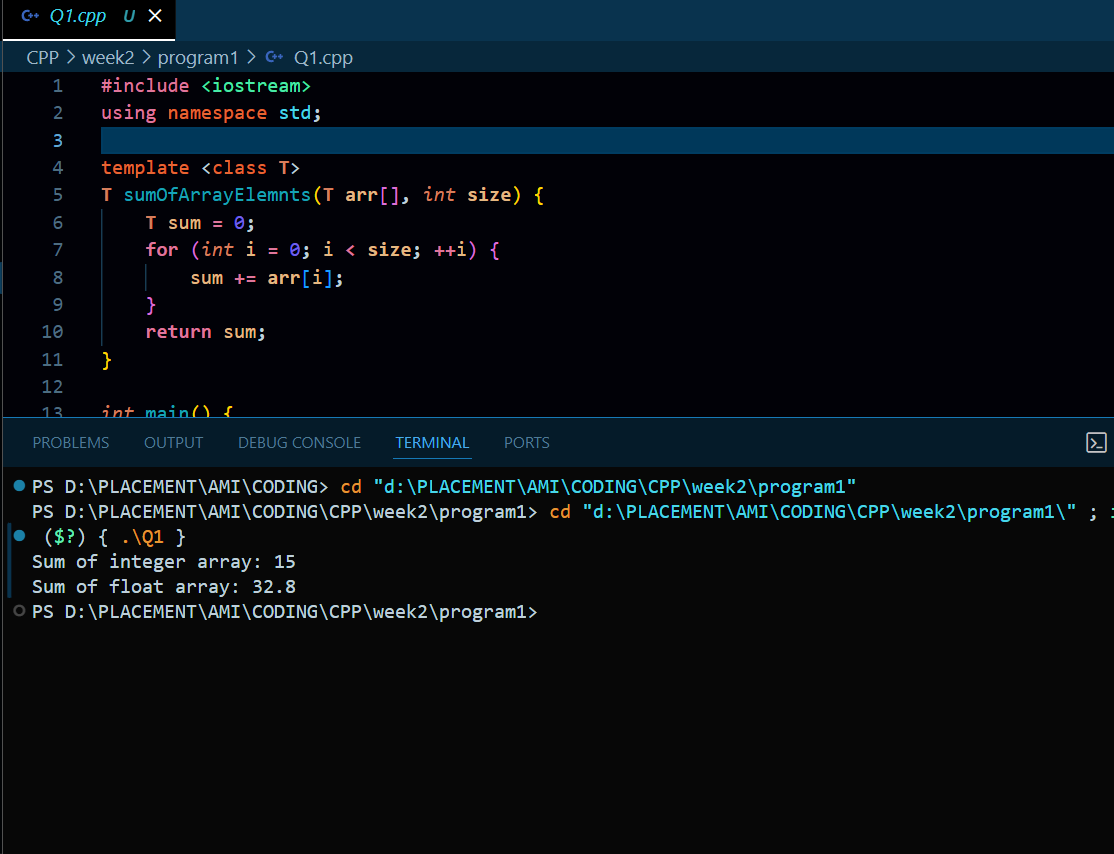 C++ Q1.cpp U ×
CPP > week2 > program1 > C++ Q1.cpp
1 #include <iostream>
2 using namespace std;
3
4 template <class T>
5 T sumOfArrayElemnts(T arr[], int size) {
6 T sum = 0;
7 for (int i = 0; i < size; ++i) {
8 sum += arr[i];
9 }
10 return sum;
11 }
12
13 int main() {
PROBLEMS OUTPUT DEBUG CONSOLE TERMINAL PORTS
PS D:\PLACEMENT\AMI\CODING> cd "d:\PLACEMENT\AMI\CODING\CPP\week2\program1"
PS D:\PLACEMENT\AMI\CODING\CPP\week2\program1> cd "d:\PLACEMENT\AMI\CODING\CPP\week2\program1\" ;
($?) { .\Q1 }
Sum of integer array: 15
Sum of float array: 32.8
PS D:\PLACEMENT\AMI\CODING\CPP\week2\program1>